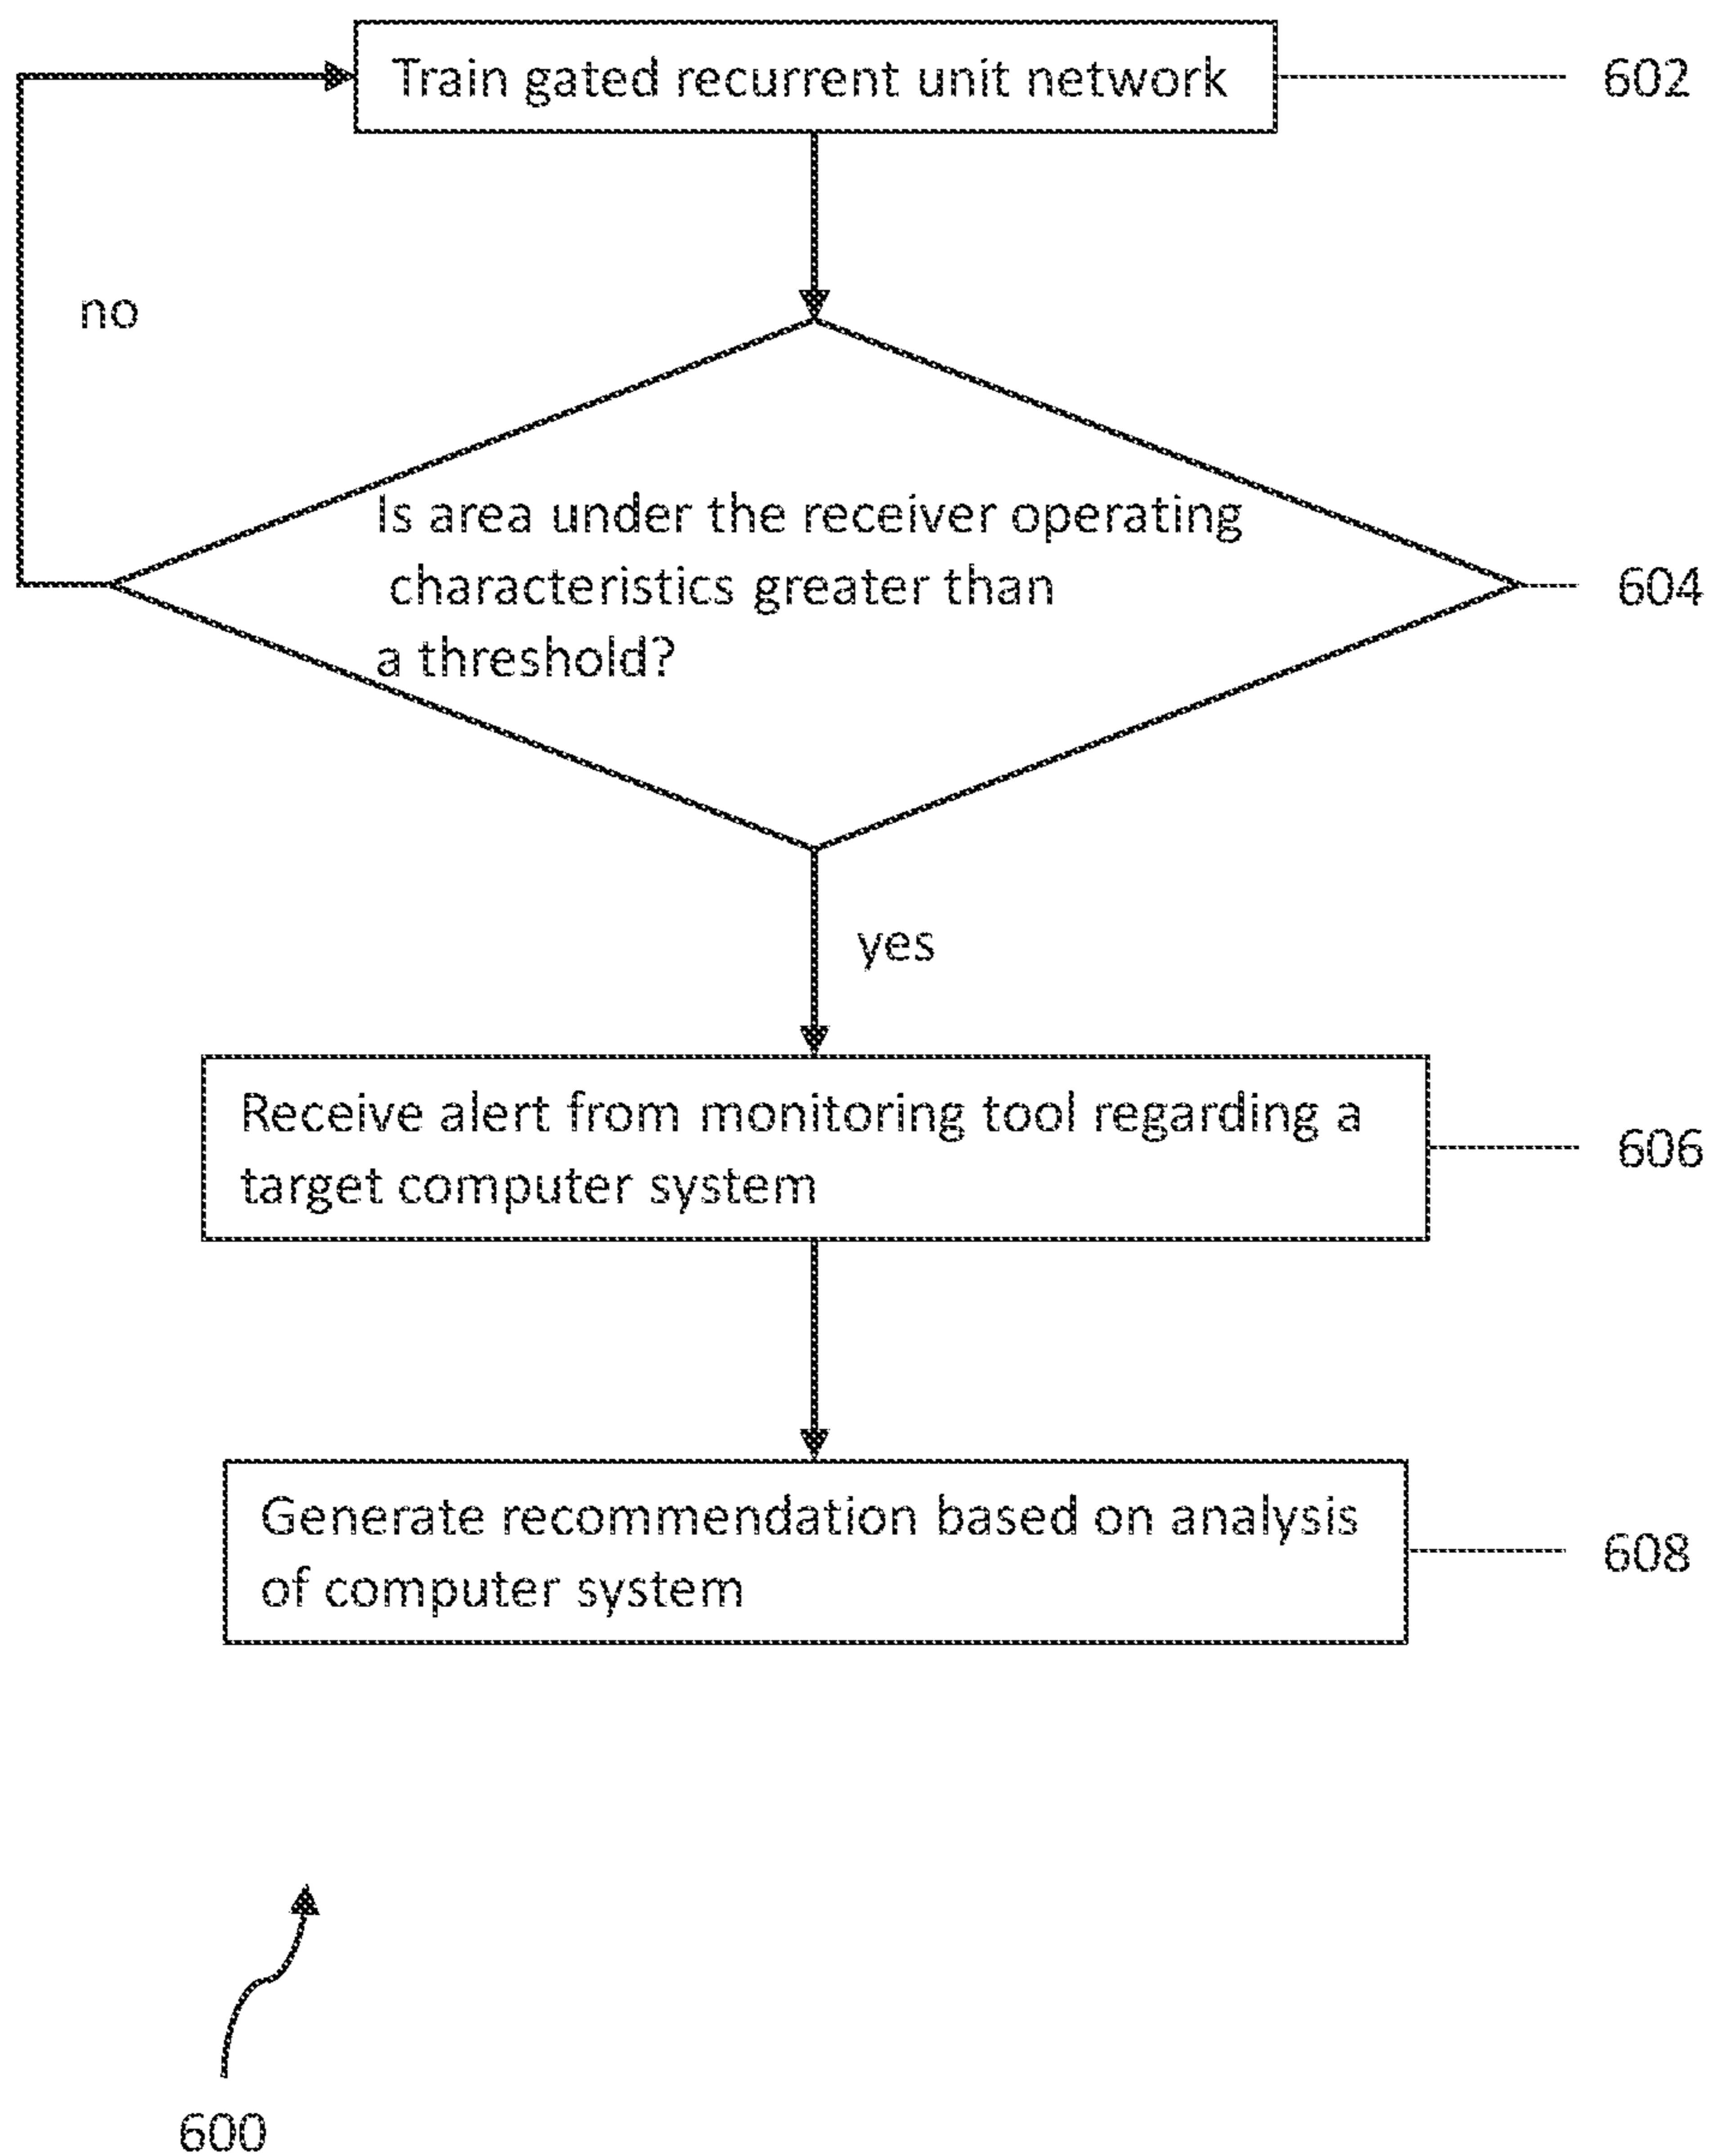 Train gated recurrent unit network
602
no
Is area under the receiver operating
characteristics greater than
a threshold?
604
yes
Receive alert from monitoring tool regarding a
target computer system
606
Generate recommendation based on analysis
of computer system
608
600